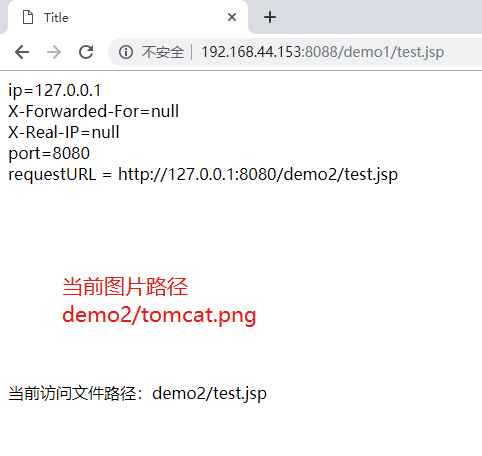 Title
不安全
192.168.44.153:8088/demo1/test.jsp
ip=127.0.0.1
X-Forwarded-For=null
X-Real-IP=null
port=8080
requestURL = http://127.0.0.1:8080/demo2/test.jsp
当前图片路径
demo2/tomcat.png
当前访问文件路径：demo2/test.jsp